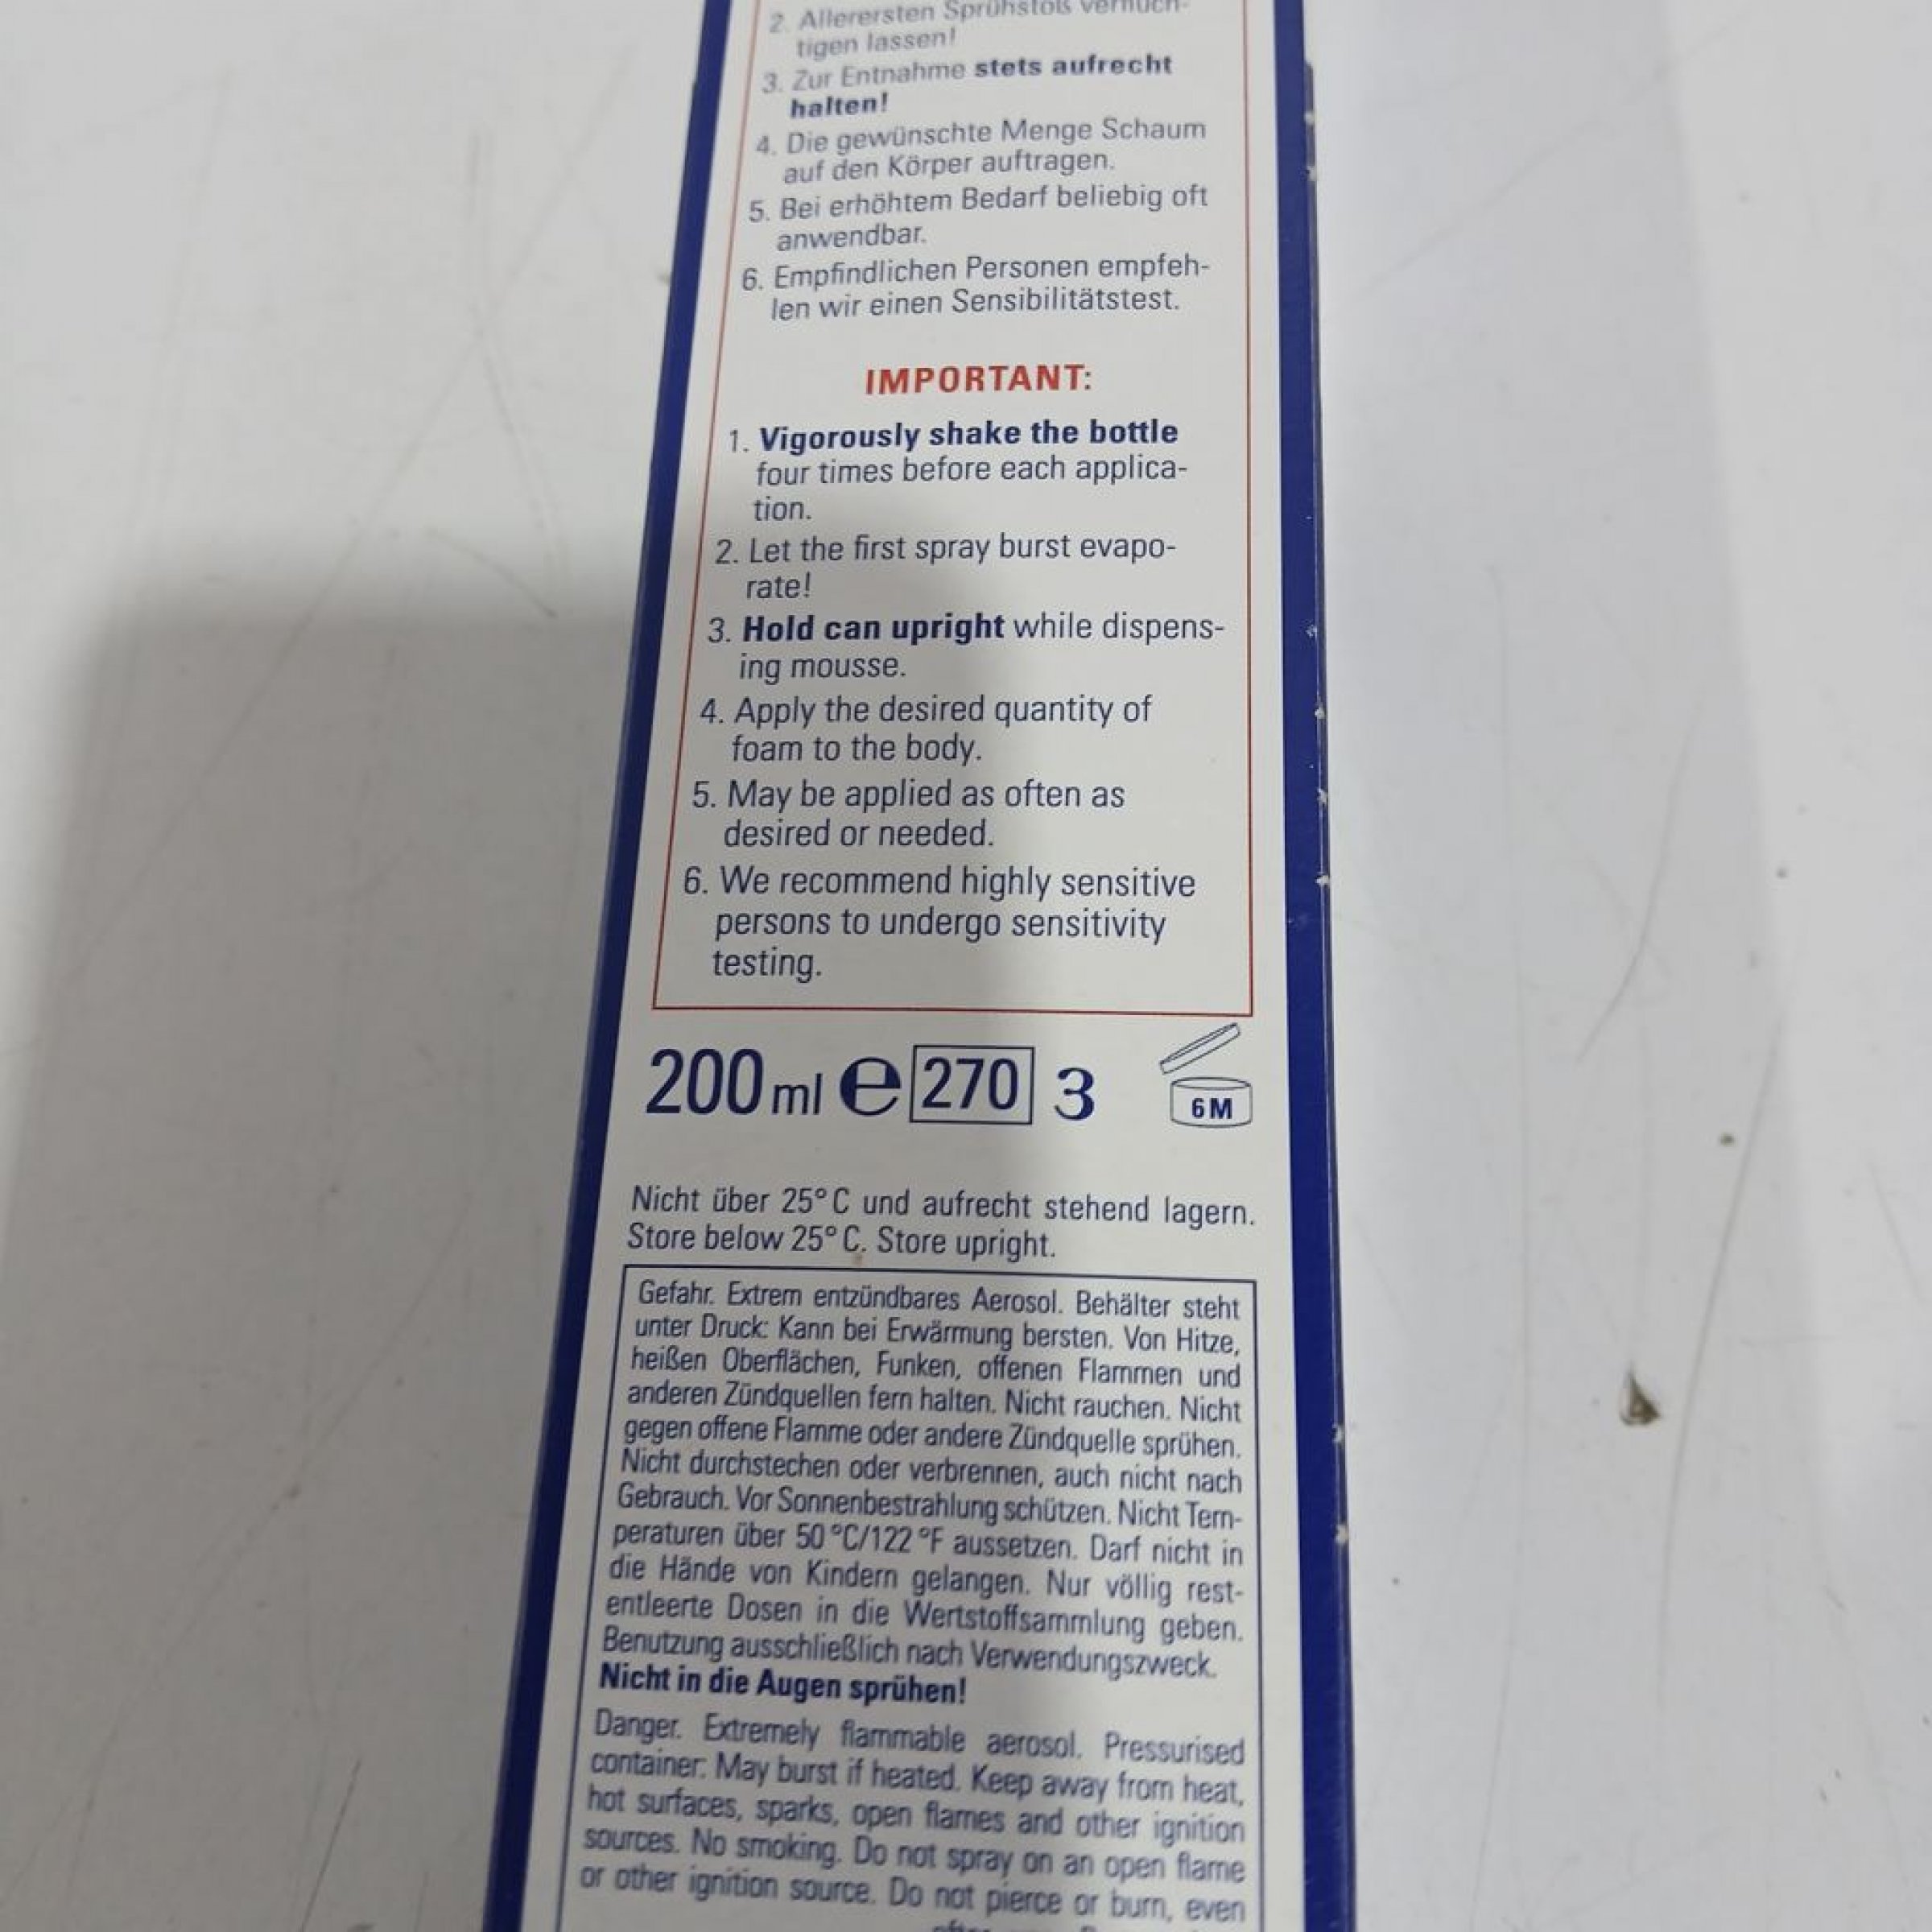 2. Allerersten Sprühstoß verflüch-
tigen lassen!
3. Zur Entnahme stets aufrecht
halten!
4. Die gewünschte Menge Schaum
auf den Körper auftragen.
5. Bei erhöhtem Bedarf beliebig oft
anwendbar.
6. Empfindlichen Personen empfeh-
len wir einen Sensibilitätstest.
IMPORTANT:
1. Vigorously shake the bottle
four times before each applica-
tion.
2. Let the first spray burst evapo-
rate!
3. Hold can upright while dispens-
ing mousse.
4. Apply the desired quantity of
foam to the body.
5. May be applied as often as
desired or needed.
6. We recommend highly sensitive
persons to undergo sensitivity
testing.
200 ml e 270 3 6M
Nicht über 25° C und aufrecht stehend lagern.
Store below 25° C. Store upright.
Gefahr. Extrem entzündbares Aerosol. Behälter steht
unter Druck: Kann bei Erwärmung bersten. Von Hitze,
heißen Oberflächen, Funken, offenen Flammen und
anderen Zündquellen fern halten. Nicht rauchen. Nicht
gegen offene Flamme oder andere Zündquelle sprühen.
Nicht durchstechen oder verbrennen, auch nicht nach
Gebrauch. Vor Sonnenbestrahlung schützen. Nicht Tem-
peraturen über 50 °C/122 °F aussetzen. Darf nicht in
die Hände von Kindern gelangen. Nur völlig rest-
entleerte Dosen in die Wertstoffsammlung geben.
Benutzung ausschließlich nach Verwendungszweck.
Nicht in die Augen sprühen!
Danger. Extremely flammable aerosol. Pressurised
container: May burst if heated. Keep away from heat,
hot surfaces, sparks, open flames and other ignition
sources. No smoking. Do not spray on an open flame
or other ignition source. Do not pierce or burn, even